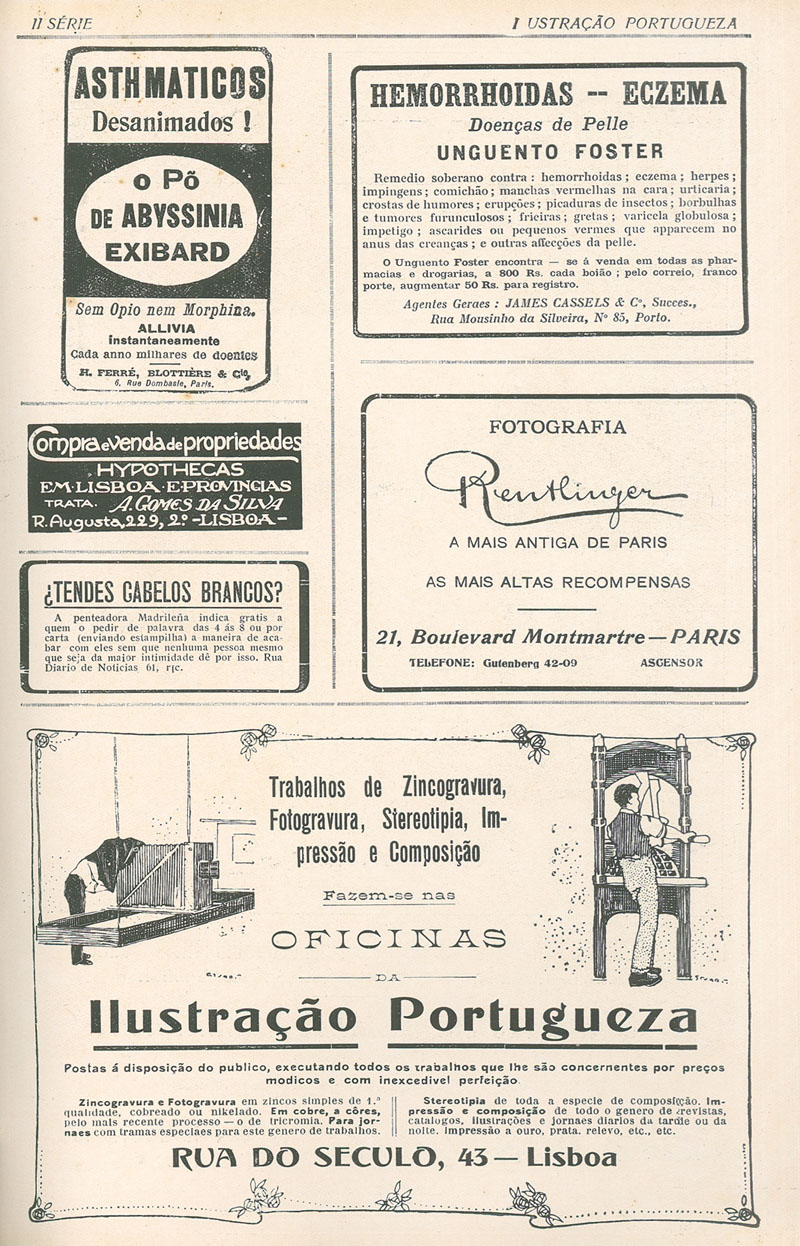 II SÉRIE
I USTRAÇÃO PORTUGUEZA
ASTHMATICOS
Desanimados !
O PÕ
DE ABYSSINIA
EXIBARD
Sem Opio nem Morphina.
ALLIVIA
Instantaneamente
Cada anno milhares de doentes
H. FERRÉ, BLOTTIÈRE & Cia,
6, Rue Dombasle, Paris.
Compra e venda de propriedades
HYPOTHECAS
EM LISBOA E PROVINCIAS
TRATA. A. GOMES DA SILVA
R. Augusta, 229, 2º -LISBOA-
¿TENDES CABELOS BRANCOS?
A penteadora Madrileña indica gratis a
quem o pedir de palavra das 4 ás 8 ou por
carta (enviando estampilha) a maneira de aca-
bar com eles sem que nenhuma pessoa mesmo
que seja da maior intimidade dê por isso. Rua
Diario de Noticias 61, r|c.
HEMORRHOIDAS -- ECZEMA
Doenças de Pelle
UNGUENTO FOSTER
Remedio soberano contra : hemorrhoidas ; eczema ; herpes ;
impingens ; comichão ; manchas vermelhas na cara ; urticaria ;
crostas de humores ; erupções ; picaduras de insectos ; borbulhas
e tumores furunculosos ; frieiras ; gretas ; varicela globulosa ;
impetigo ; ascarides ou pequenos vermes que apparecem no
anus das creanças ; e outras affecções da pelle.
O Unguento Foster encontra — se á venda em todas as phar-
macias e drogarias, a 800 Rs. cada boião ; pelo correio, franco
porte, augmentar 50 Rs. para registro.
Agentes Geraes : JAMES CASSELS & Cº, Succes.,
Rua Mousinho da Silveira, Nº 85, Porto.
FOTOGRAFIA
Reutlinger
A MAIS ANTIGA DE PARIS
AS MAIS ALTAS RECOMPENSAS
21, Boulevard Montmartre—PARIS
TELEFONE: Gutenberg 42-09 ASCENSOR
Trabalhos de Zincogravura,
Fotogravura, Stereotipia, Im-
pressão e Composição
Fazem-se nas
OFICINAS
DA
Ilustração Portugueza
Postas á disposição do publico, executando todos os trabalhos que lhe são concernentes por preços
modicos e com inexcedivel perfeição.
Zincogravura e Fotogravura em zincos simples de 1.ª
qualidade, cobreado ou nikelado. Em cobre, a côres,
pelo mais recente processo — o de tricromia. Para jor-
naes com tramas especiaes para este genero de trabalhos.
Stereotipia de toda a especie de composição. Im-
pressão e composição de todo o genero de revistas,
catalogos, ilustrações e jornaes diarios da tarde ou da
noite. Impressão a ouro, prata, relevo, etc., etc.
RUA DO SECULO, 43 — Lisboa